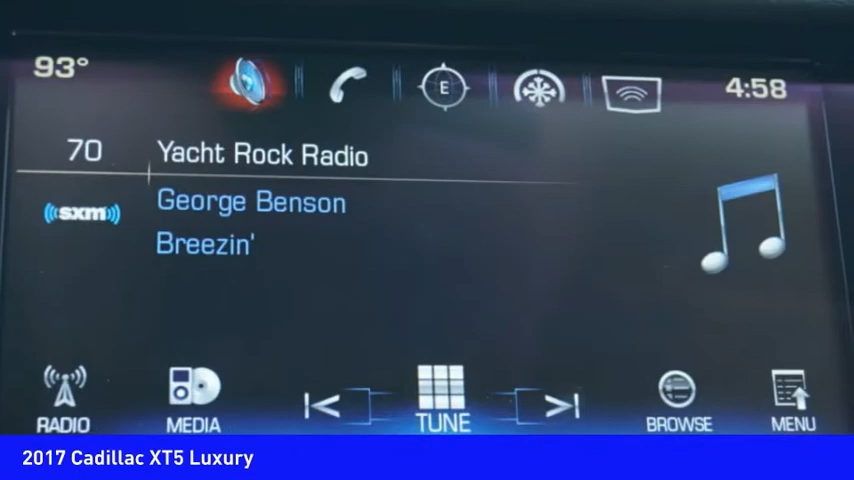 93°
E
4:58
70 Yacht Rock Radio
sxm George Benson
Breezin'
RADIO MEDIA TUNE BROWSE MENU
2017 Cadillac XT5 Luxury